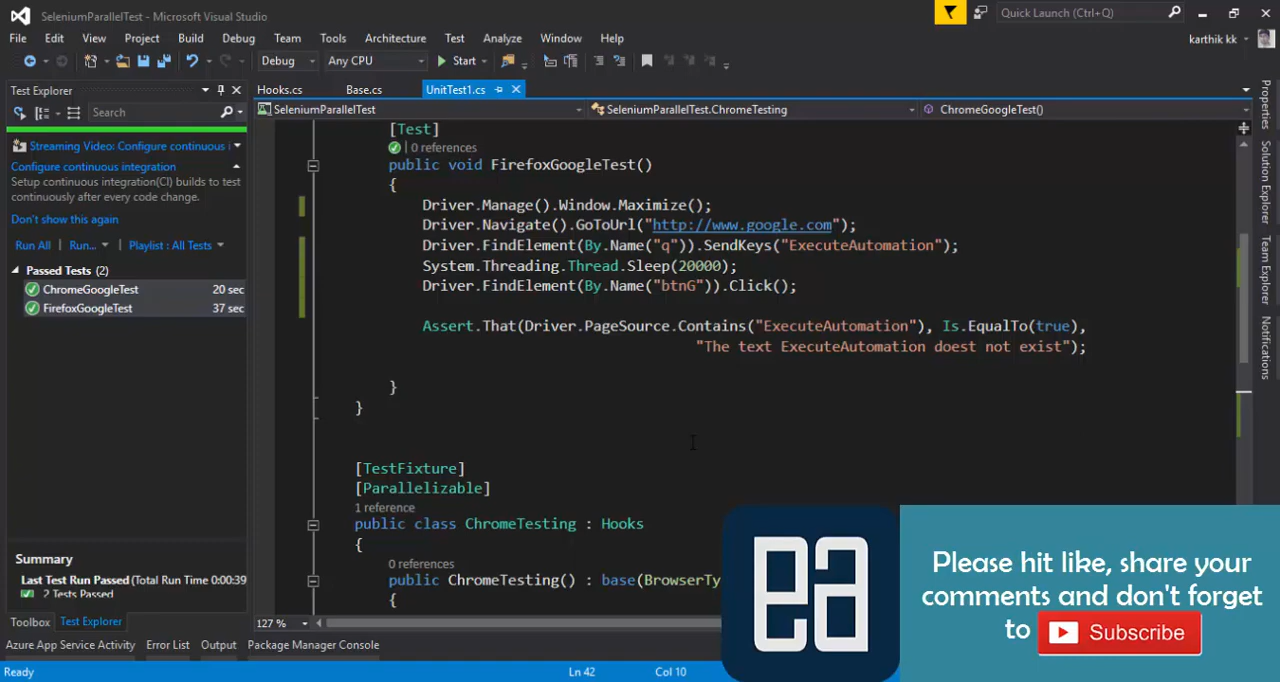 SeleniumParallelTest - Microsoft Visual Studio
Quick Launch (Ctrl+Q)
File Edit View Project Build Debug Team Tools Architecture Test Analyze Window Help
karthik kk
Debug Any CPU Start
Test Explorer
Hooks.cs Base.cs UnitTest1.cs
Search
SeleniumParallelTest SeleniumParallelTest.ChromeTesting ChromeGoogleTest()
Streaming Video: Configure continuous
Configure continuous integration
Setup continuous integration(CI) builds to test
continuously after every code change.
Don't show this again
Run All Run... Playlist : All Tests
Passed Tests (2)
ChromeGoogleTest 20 sec
FirefoxGoogleTest 37 sec
Summary
Last Test Run Passed (Total Run Time 0:00:39
2 Tests Passed
Toolbox Test Explorer
[Test]
0 references
public void FirefoxGoogleTest()
{
Driver.Manage().Window.Maximize();
Driver.Navigate().GoToUrl("http://www.google.com");
Driver.FindElement(By.Name("q")).SendKeys("ExecuteAutomation");
System.Threading.Thread.Sleep(20000);
Driver.FindElement(By.Name("btnG")).Click();
Assert.That(Driver.PageSource.Contains("ExecuteAutomation"), Is.EqualTo(true),
"The text ExecuteAutomation doest not exist");
}
}
[TestFixture]
[Parallelizable]
1 reference
public class ChromeTesting : Hooks
{
0 references
public ChromeTesting() : base(BrowserTy
{
127 %
Properties
Solution Explorer
Team Explorer
Notifications
Azure App Service Activity Error List Output Package Manager Console
Ready Ln 42 Col 10
ea
Please hit like, share your
comments and don't forget
to Subscribe